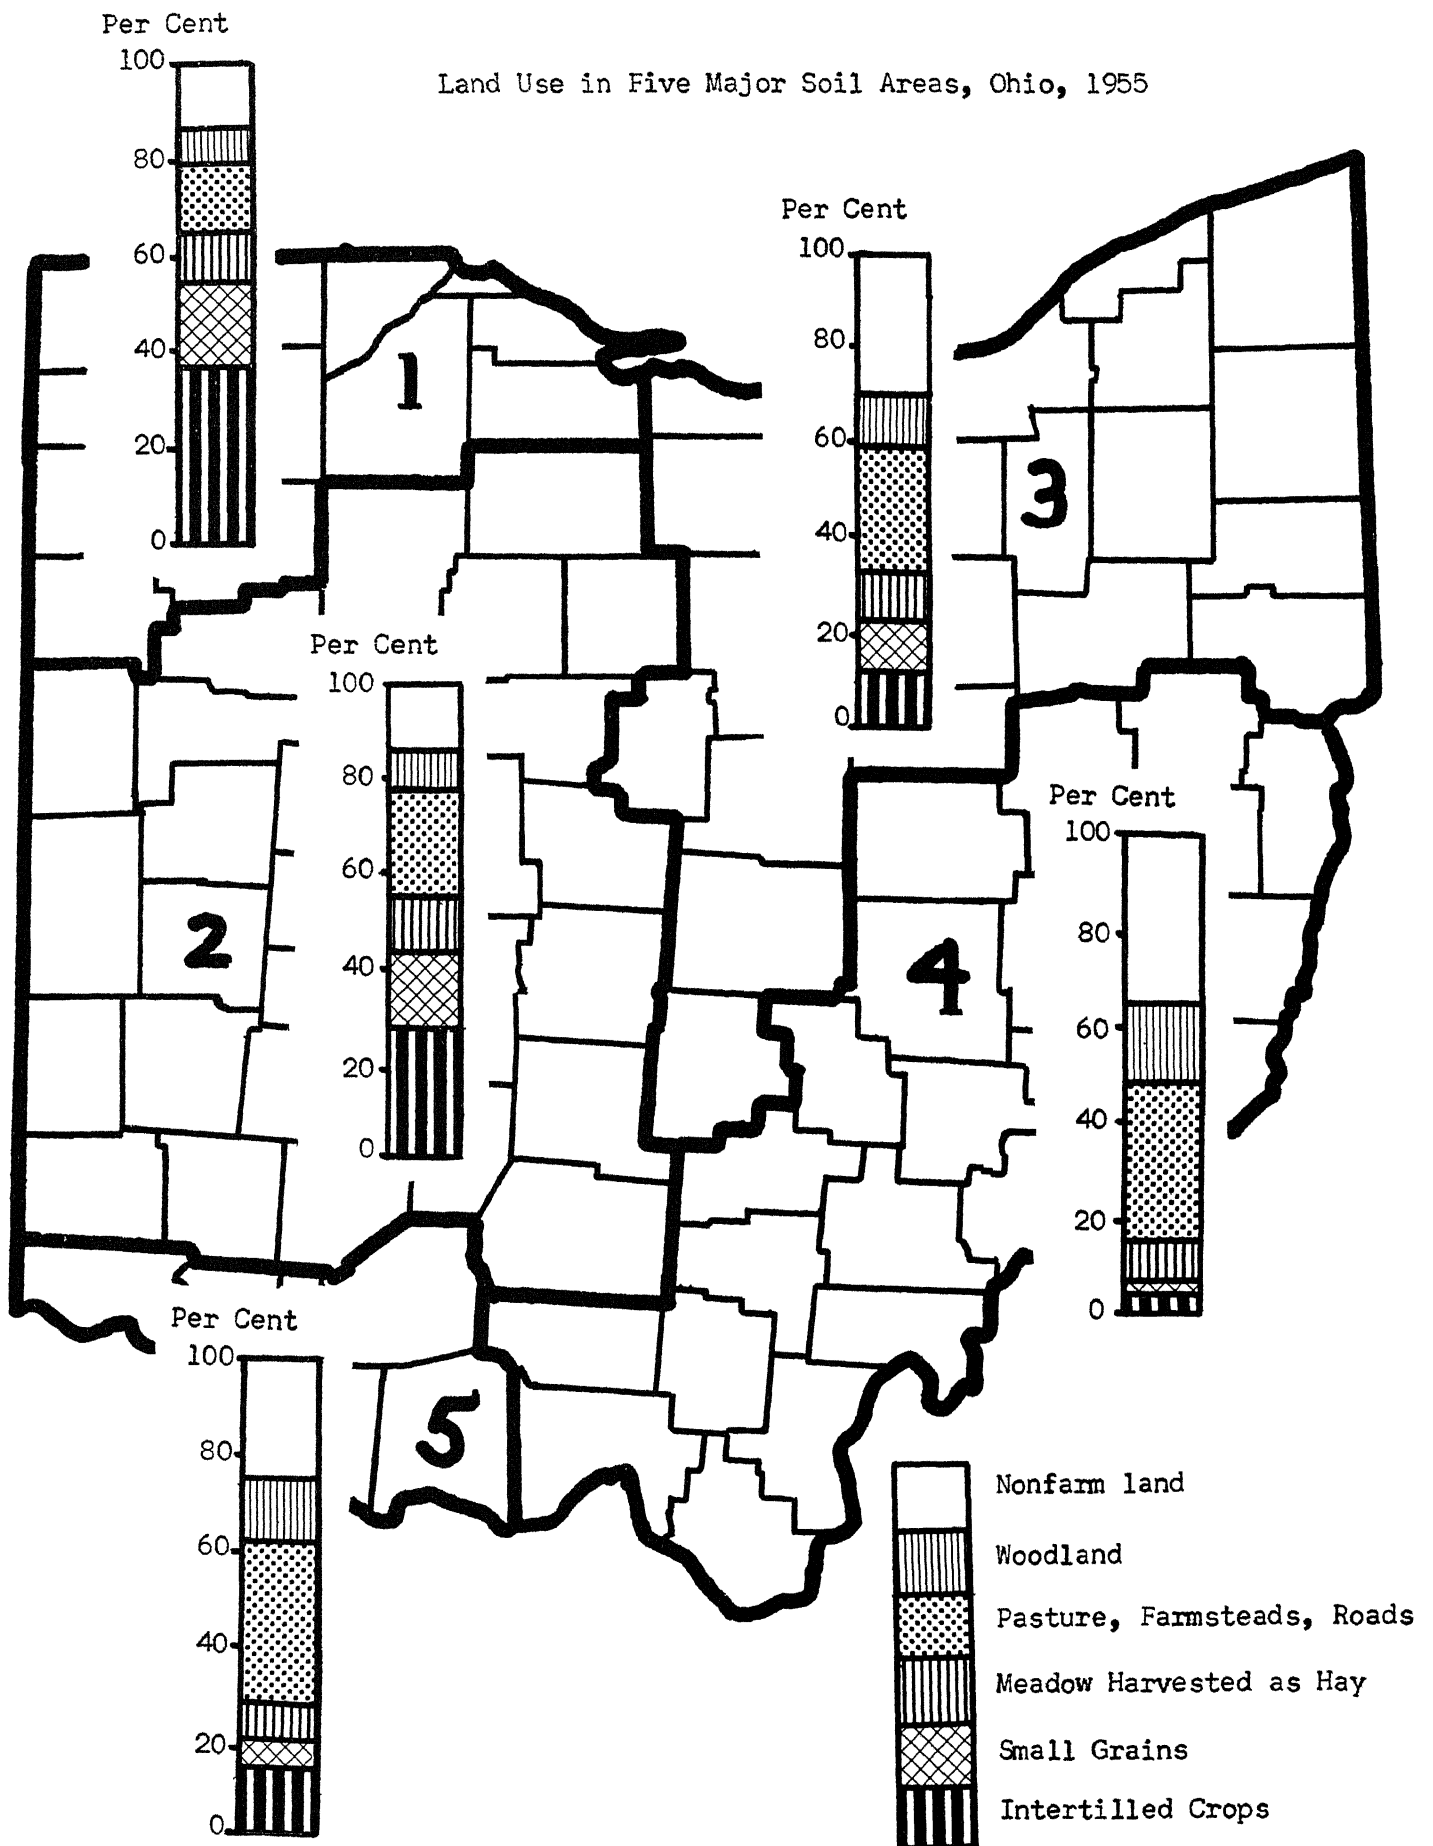 Land Use in Five Major Soil Areas, Ohio, 1955
Per Cent
100
80
60
40
20
0
1
Per Cent
100
80
60
40
20
0
3
Per Cent
100
80
60
40
20
0
2
Per Cent
100
80
60
40
20
0
4
Per Cent
100
80
60
40
20
0
5
Nonfarm land
Woodland
Pasture, Farmsteads, Roads
Meadow Harvested as Hay
Small Grains
Intertilled Crops